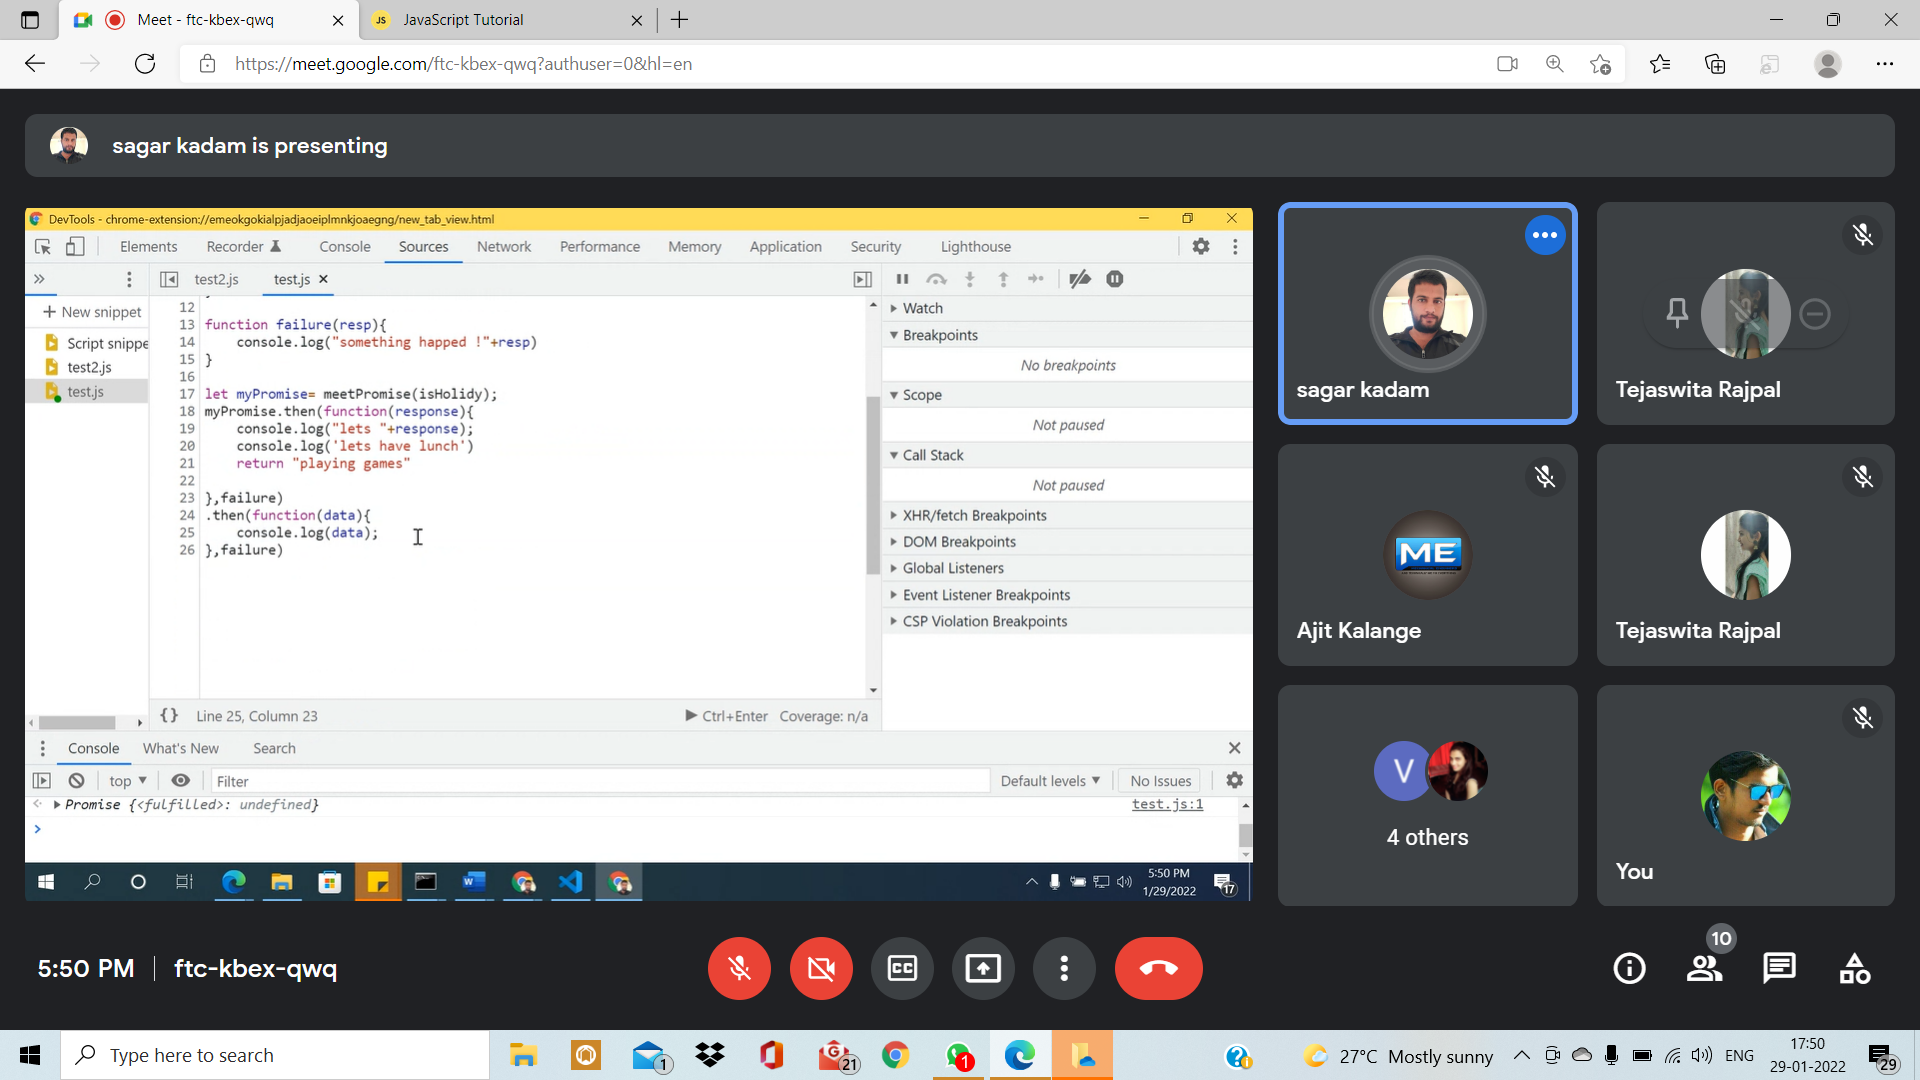 Meet - ftc-kbex-qwq
JS JavaScript Tutorial
https://meet.google.com/ftc-kbex-qwq?authuser=0&hl=en
sagar kadam is presenting
DevTools - chrome-extension://emeokgokialpjadjaoeiplmnkjoaegng/new_tab_view.html
Elements Recorder Console Sources Network Performance Memory Application Security Lighthouse
test2.js test.js
New snippet
Script snippe
test2.js
test.js
12
13 function failure(resp){
14 console.log("something happed !"+resp)
15 }
16
17 let myPromise= meetPromise(isHolidy);
18 myPromise.then(function(response){
19 console.log("lets "+response);
20 console.log('lets have lunch')
21 return "playing games"
22
23 },failure)
24 .then(function(data){
25 console.log(data);
26 },failure)
{} Line 25, Column 23 Ctrl+Enter Coverage: n/a
Watch
Breakpoints
No breakpoints
Scope
Not paused
Call Stack
Not paused
XHR/fetch Breakpoints
DOM Breakpoints
Global Listeners
Event Listener Breakpoints
CSP Violation Breakpoints
Console What's New Search
top Filter Default levels No Issues
Promise {<fulfilled>: undefined} test.js:1
5:50 PM
1/29/2022
17
sagar kadam
Tejaswita Rajpal
ME
Ajit Kalange
Tejaswita Rajpal
V
4 others
You
5:50 PM ftc-kbex-qwq
CC
10
Type here to search
1
21
1
27°C Mostly sunny
ENG
17:50
29-01-2022
29